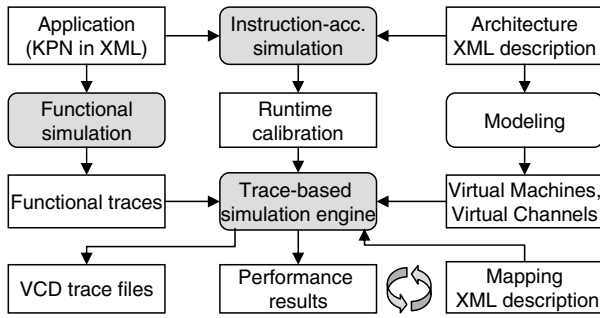 Application
(KPN in XML)
Instruction-acc.
simulation
Architecture
XML description
Functional
simulation
Runtime
calibration
Modeling
Functional traces
Trace-based
simulation engine
Virtual Machines,
Virtual Channels
VCD trace files
Performance
results
Mapping
XML description